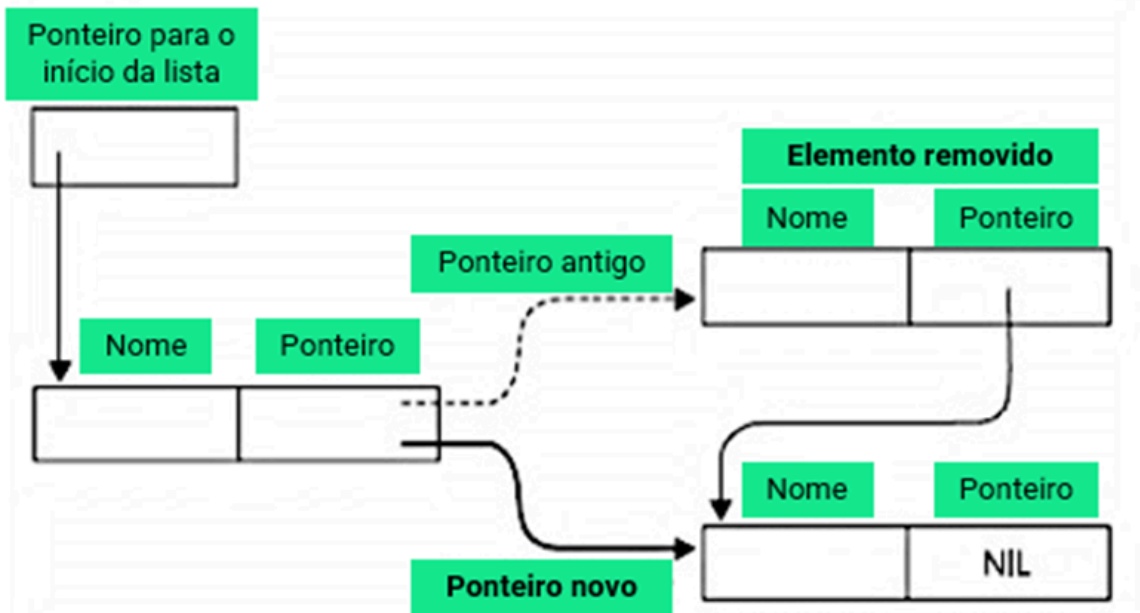 Ponteiro para o
início da lista
Elemento removido
Nome
Ponteiro
Ponteiro antigo
Nome
Ponteiro
Nome
Ponteiro
NIL
Ponteiro novo